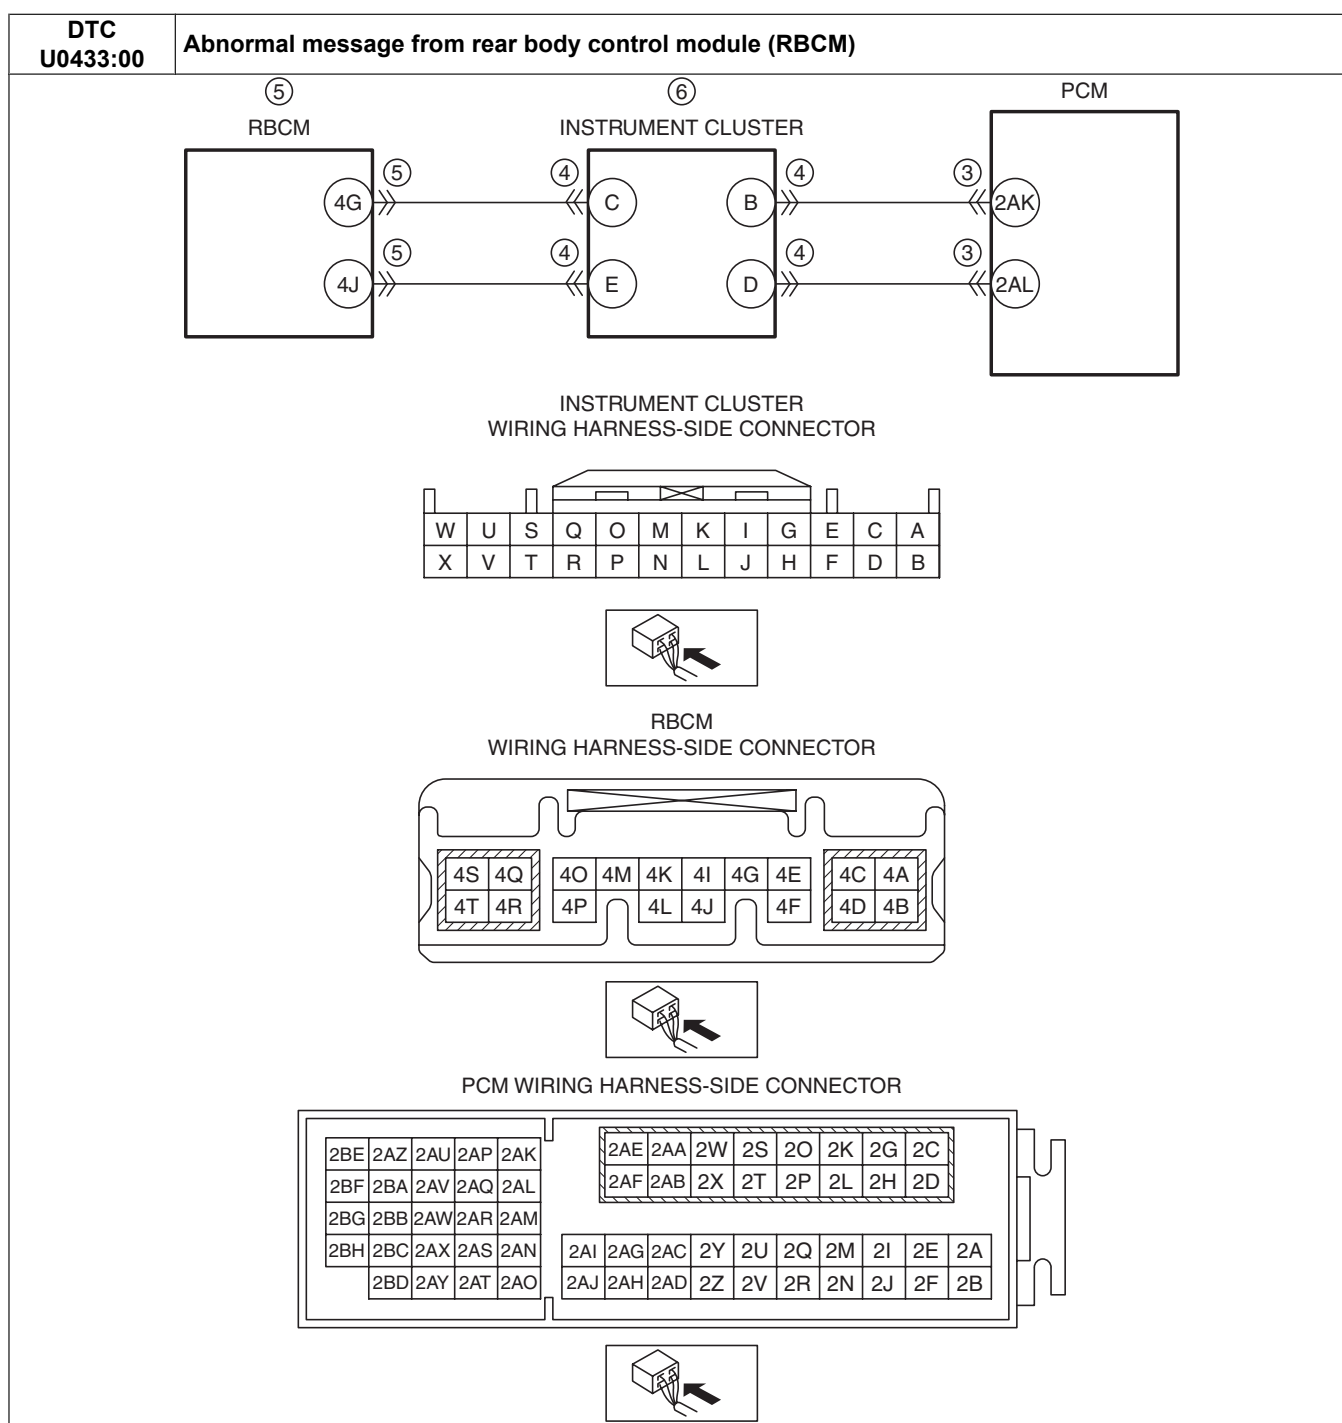 DTC
U0433:00
Abnormal message from rear body control module (RBCM)
5 6 PCM
RBCM INSTRUMENT CLUSTER
5 4 4 3
4G C B 2AK
5 4 4 3
4J E D 2AL
INSTRUMENT CLUSTER
WIRING HARNESS-SIDE CONNECTOR
W U S Q O M K I G E C A
X V T R P N L J H F D B
RBCM
WIRING HARNESS-SIDE CONNECTOR
4S 4Q 4O 4M 4K 4I 4G 4E 4C 4A
4T 4R 4P 4L 4J 4F 4D 4B
PCM WIRING HARNESS-SIDE CONNECTOR
2BE 2AZ 2AU 2AP 2AK 2AE 2AA 2W 2S 2O 2K 2G 2C
2BF 2BA 2AV 2AQ 2AL 2AF 2AB 2X 2T 2P 2L 2H 2D
2BG 2BB 2AW 2AR 2AM
2BH 2BC 2AX 2AS 2AN 2AI 2AG 2AC 2Y 2U 2Q 2M 2I 2E 2A
2BD 2AY 2AT 2AO 2AJ 2AH 2AD 2Z 2V 2R 2N 2J 2F 2B